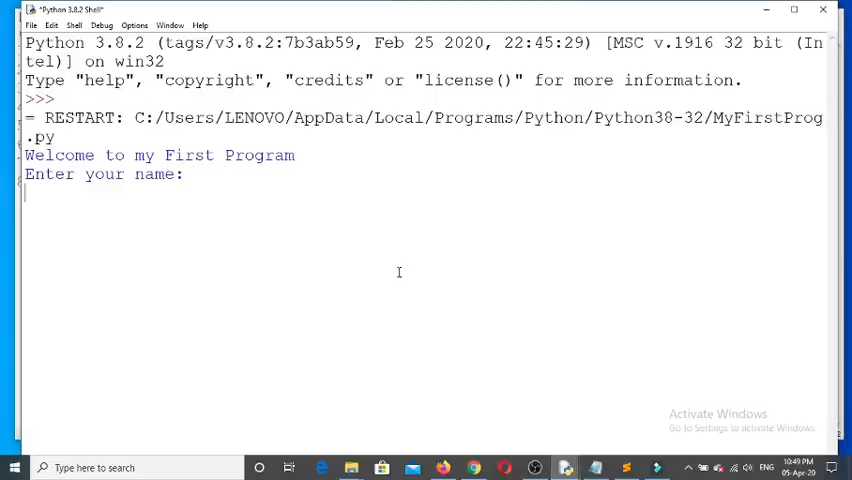 *Python 3.8.2 Shell*
File Edit Shell Debug Options Window Help
Python 3.8.2 (tags/v3.8.2:7b3ab59, Feb 25 2020, 22:45:29) [MSC v.1916 32 bit (In
tel)] on win32
Type "help", "copyright", "credits" or "license()" for more information.
>>>
= RESTART: C:/Users/LENOVO/AppData/Local/Programs/Python/Python38-32/MyFirstProg
.py
Welcome to my First Program
Enter your name:
Activate Windows
Go to Settings to activate Windows.
Type here to search
ENG
10:49 PM
05-Apr-20